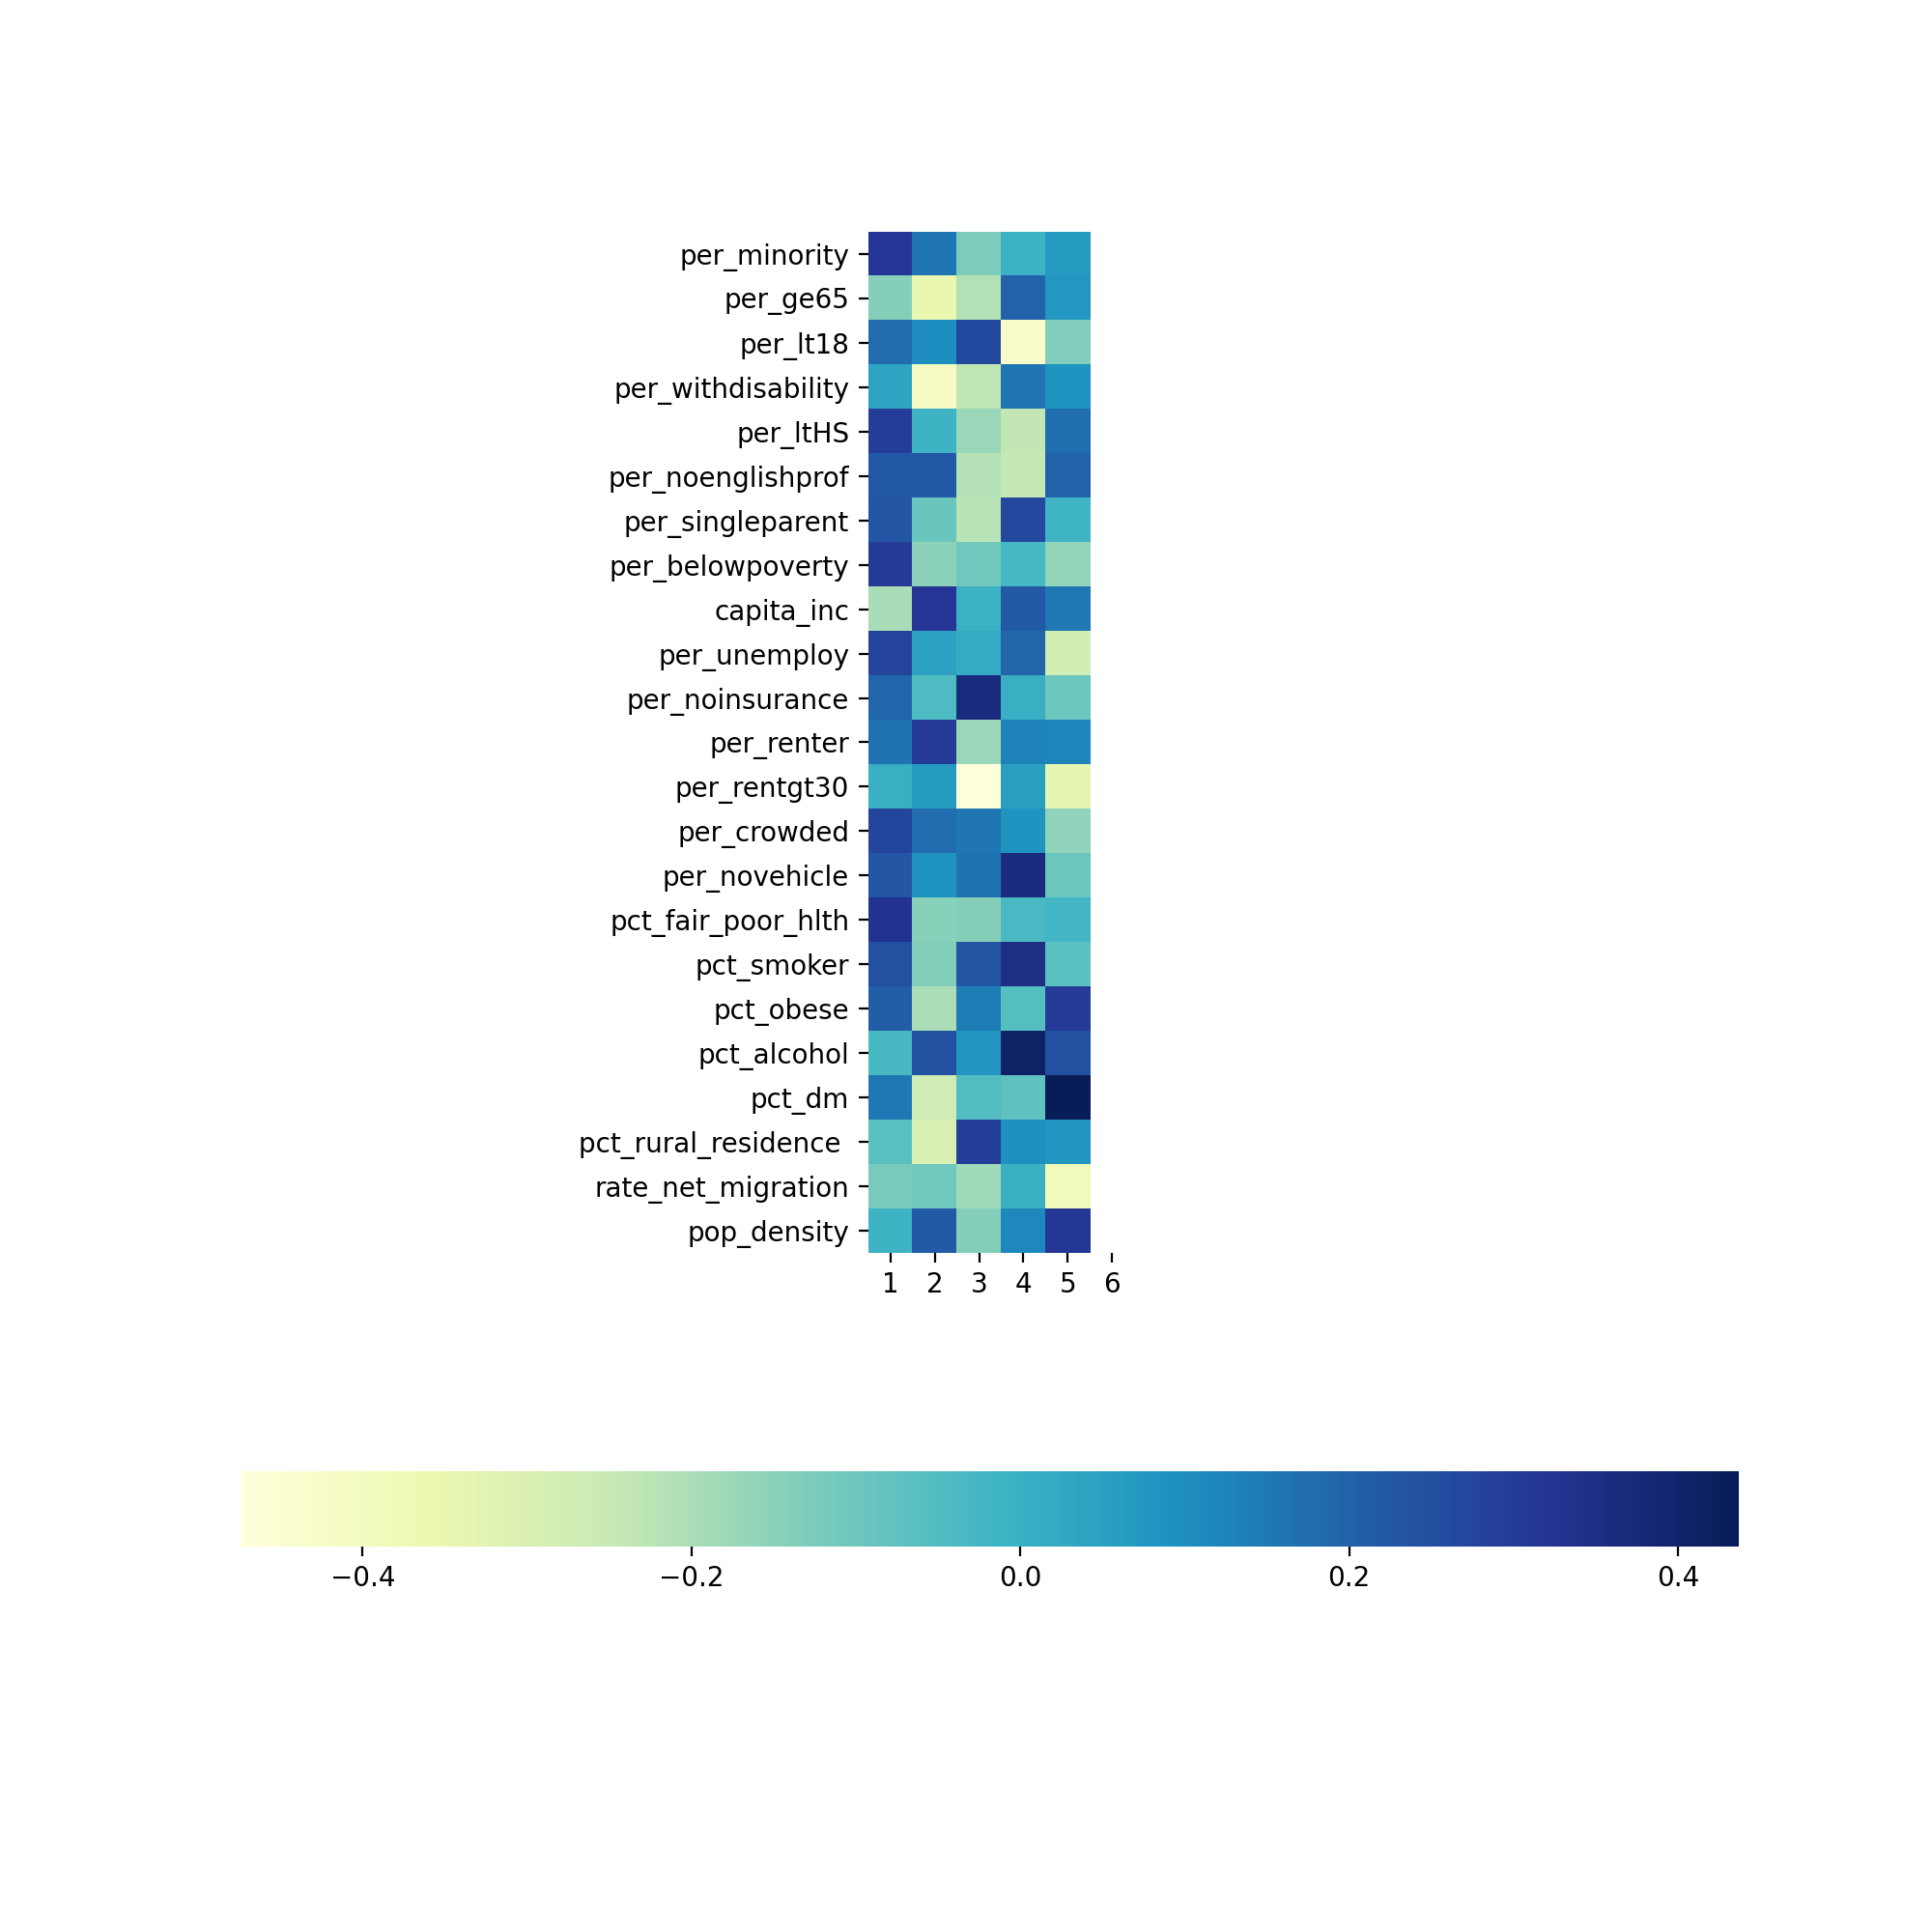 per_minority
per_ge65
per_lt18
per_withdisability
per_ltHS
per_noenglishprof
per_singleparent
per_belowpoverty
capita_inc
per_unemploy
per_noinsurance
per_renter
per_rentgt30
per_crowded
per_novehicle
pct_fair_poor_hlth
pct_smoker
pct_obese
pct_alcohol
pct_dm
pct_rural_residence
rate_net_migration
pop_density
1 2 3 4 5 6
−0.4 −0.2 0.0 0.2 0.4